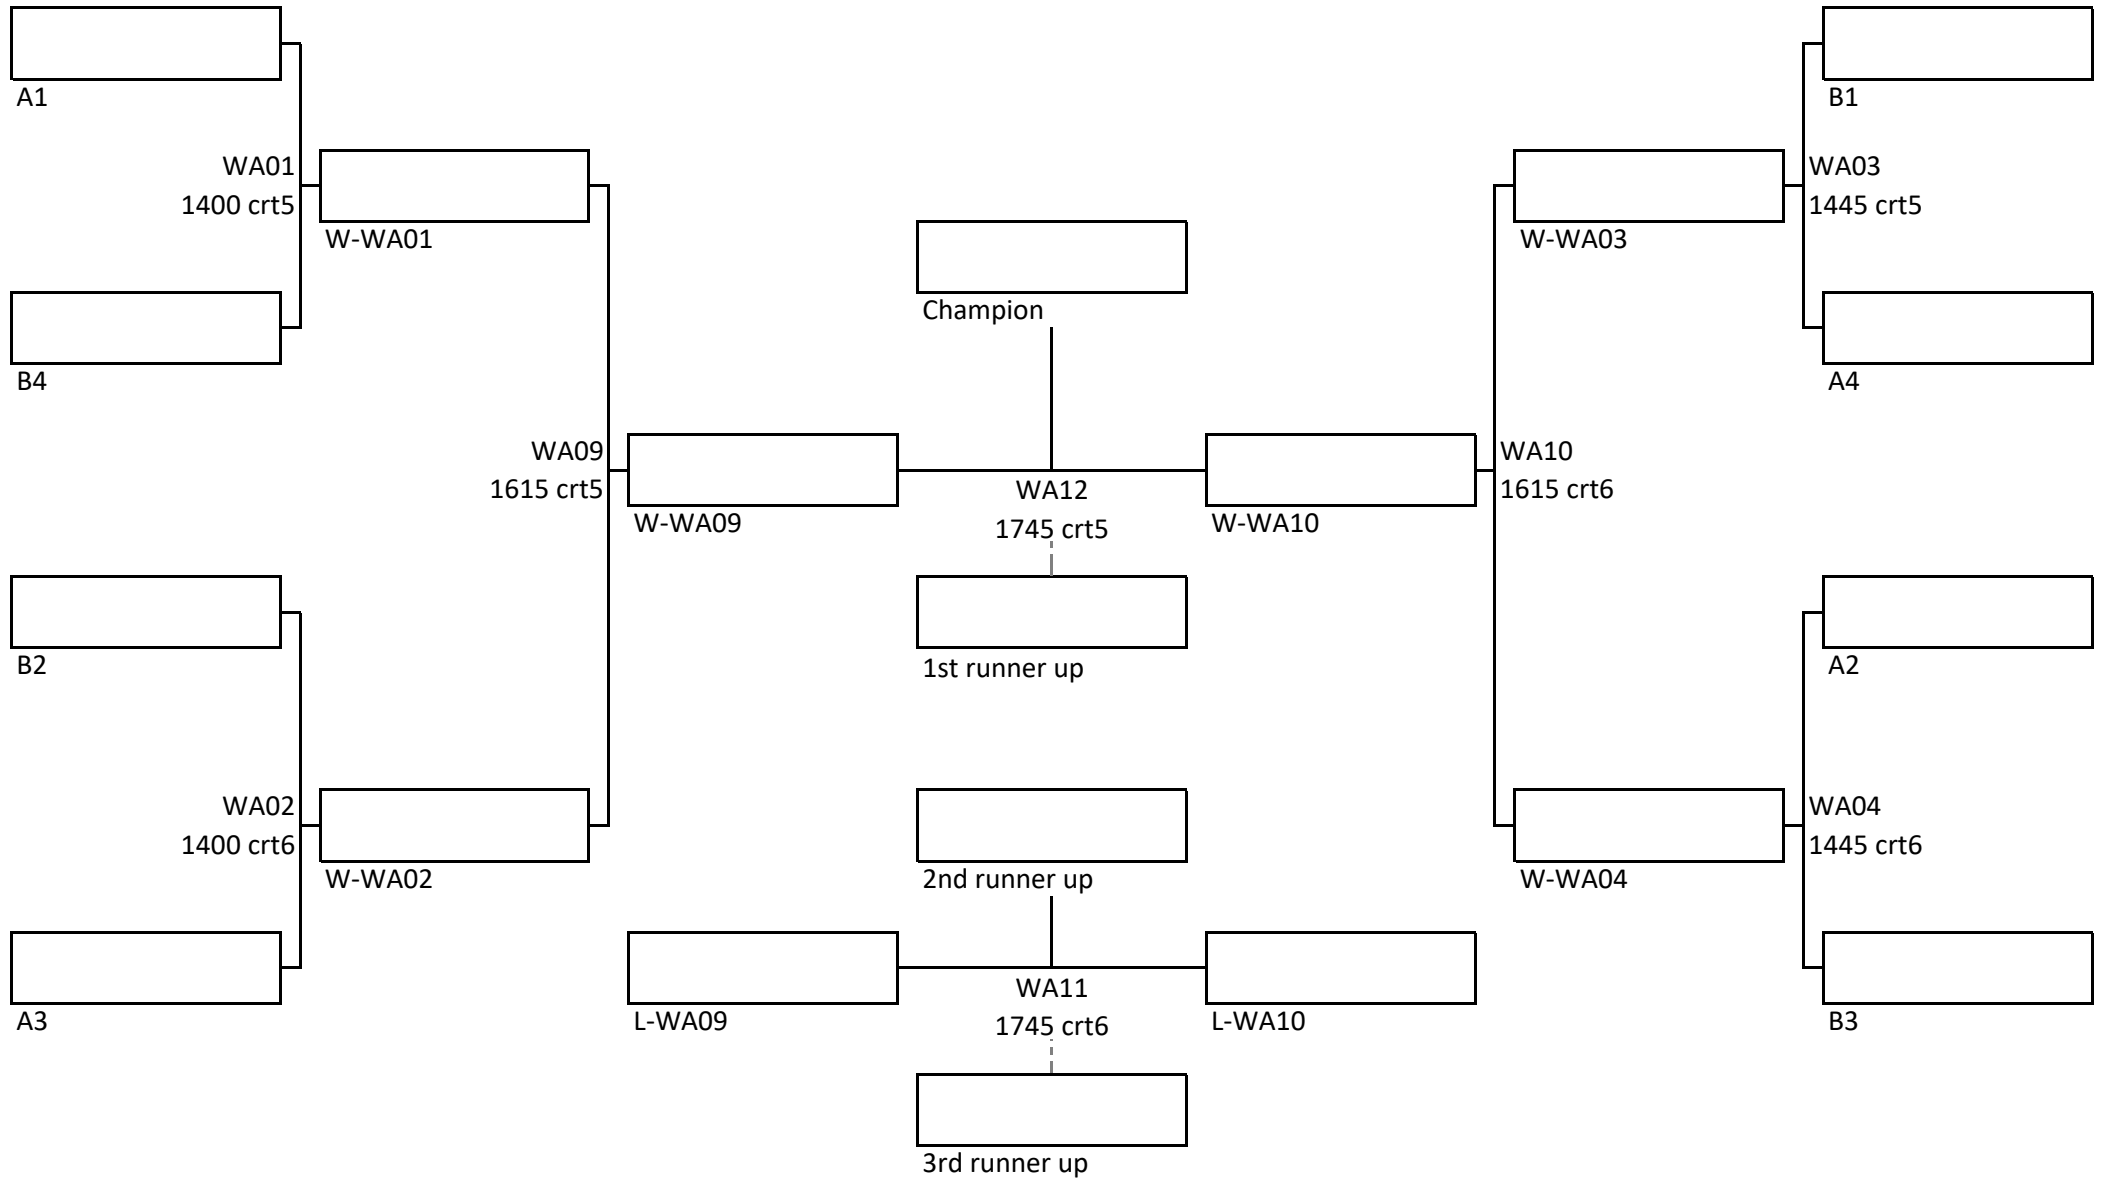 A1
B1
WA01
1400 crt5
WA03
1445 crt5
W-WA01
W-WA03
Champion
B4
A4
WA09
1615 crt5
WA10
1615 crt6
WA12
1745 crt5
W-WA09
W-WA10
B2
1st runner up
A2
WA02
1400 crt6
WA04
1445 crt6
W-WA02
2nd runner up
W-WA04
WA11
1745 crt6
A3
L-WA09
L-WA10
B3
3rd runner up